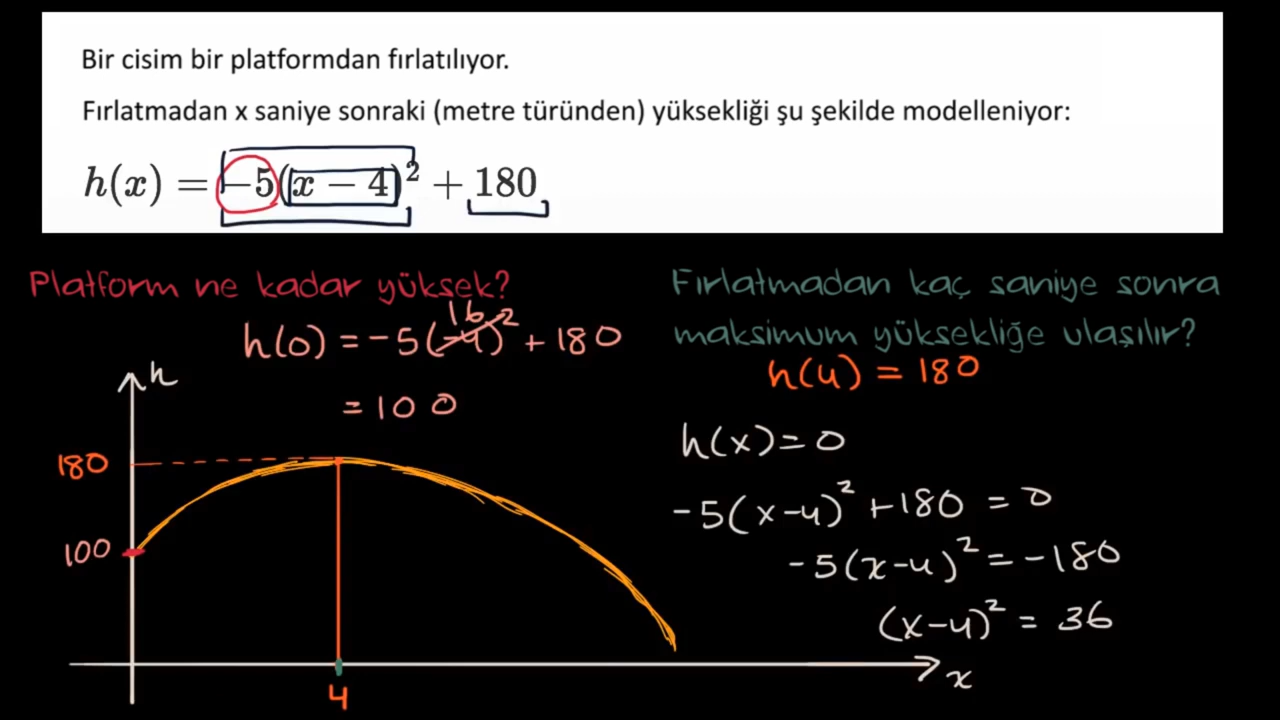 Bir cisim bir platformdan fırlatılıyor.
Fırlatmadan x saniye sonraki (metre türünden) yüksekliği şu şekilde modelleniyor:
h(x) = −5(x − 4)² + 180
Platform ne kadar yüksek?
h(0) = -5(-4)² + 180
16
= 100
Fırlatmadan kaç saniye sonra
maksimum yüksekliğe ulaşılır?
h(4) = 180
h(x) = 0
-5(x-4)² + 180 = 0
-5(x-4)² = -180
(x-4)² = 36
h
180
100
4
x